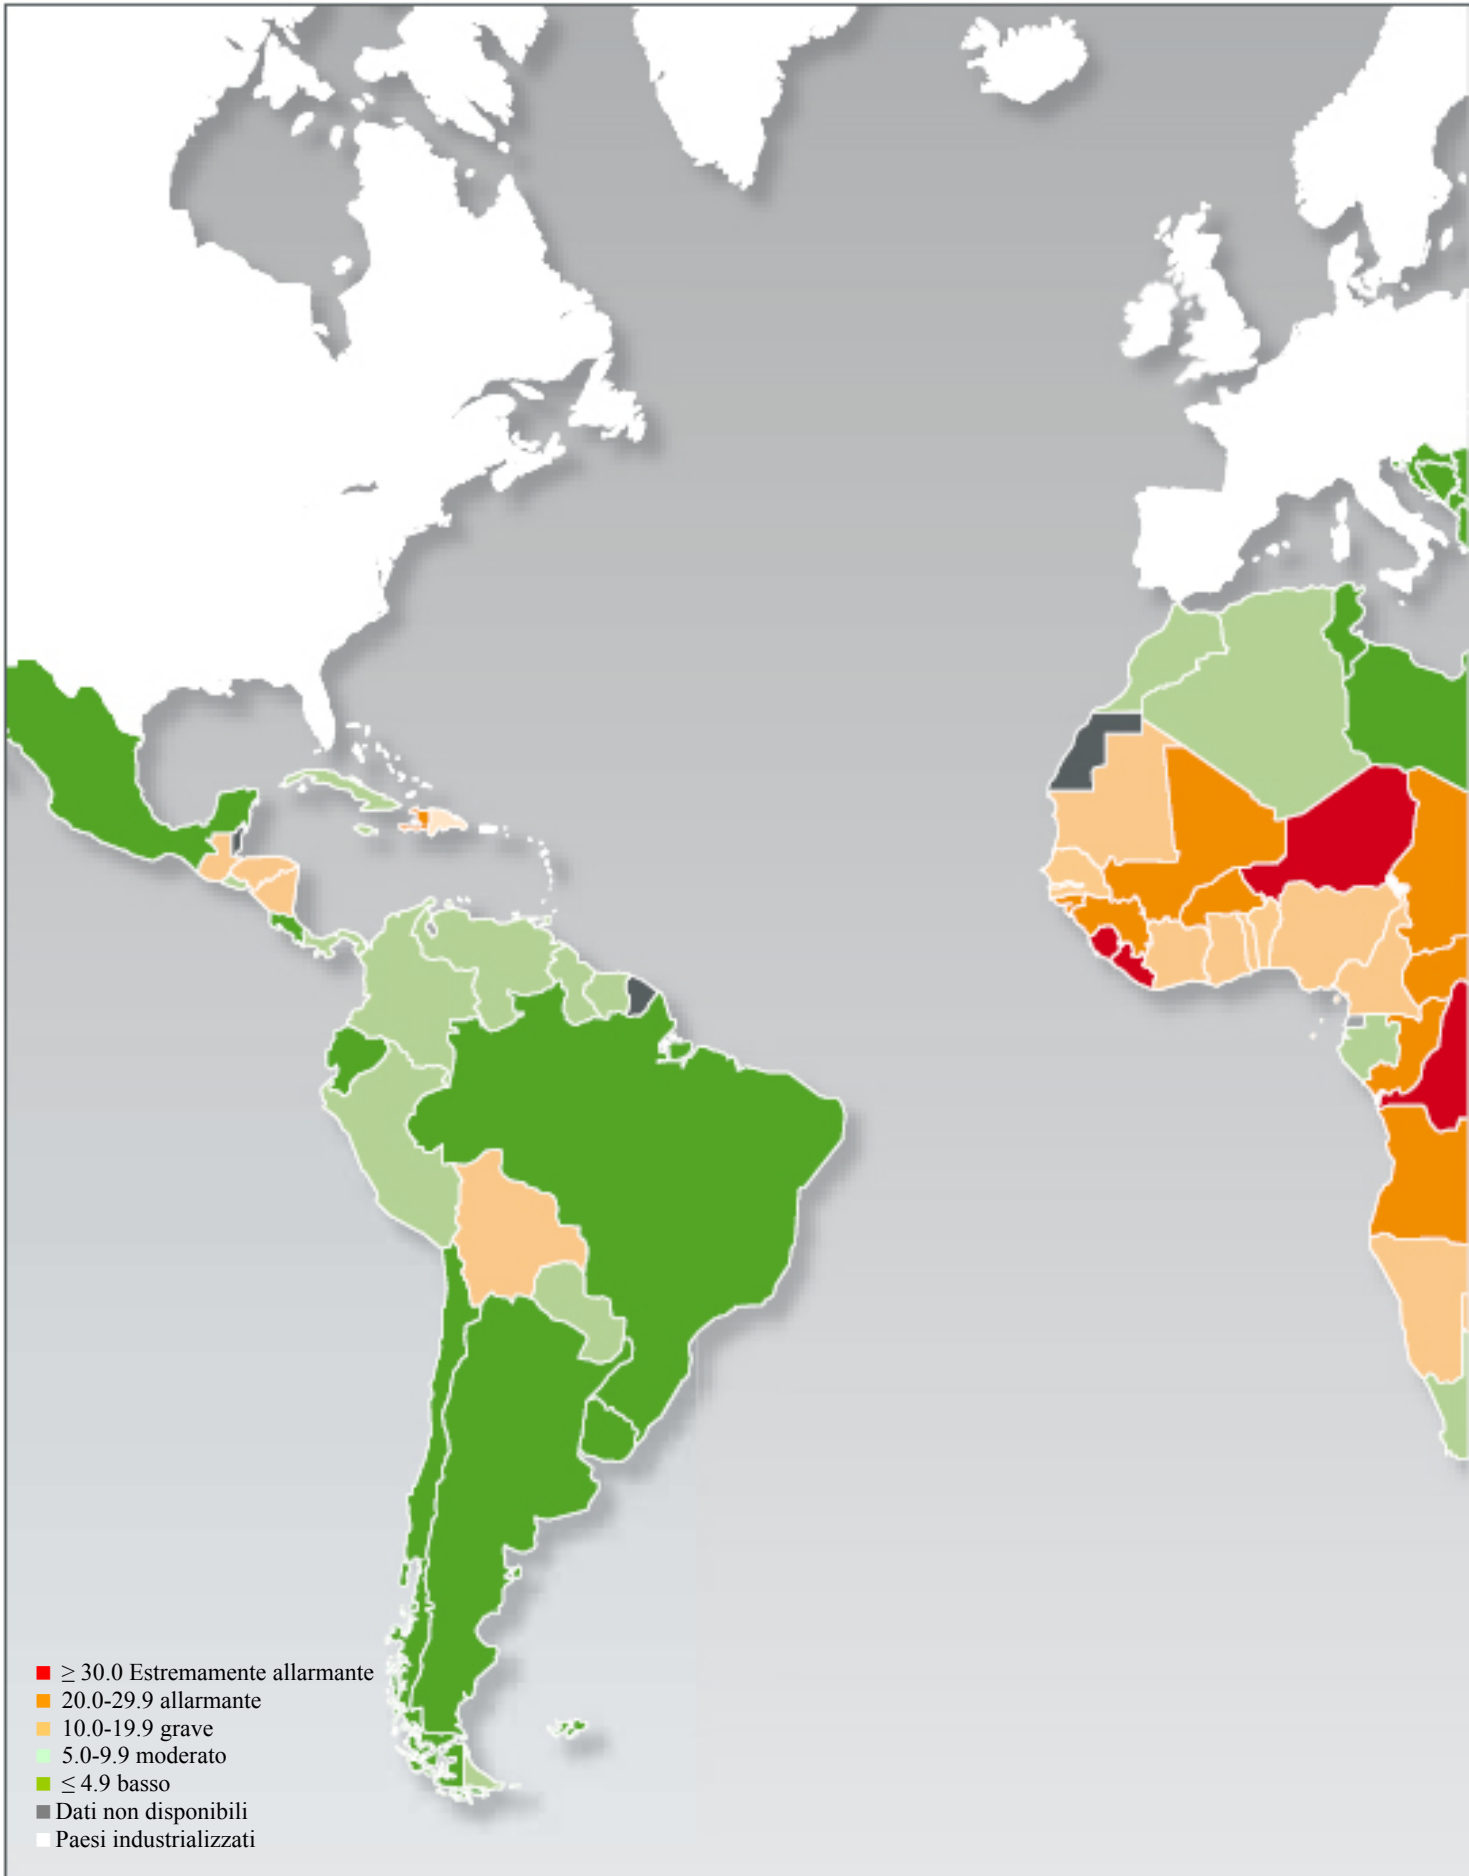 ≥ 30.0 Estremamente allarmante
20.0-29.9 allarmante
10.0-19.9 grave
5.0-9.9 moderato
≤ 4.9 basso
Dati non disponibili
Paesi industrializzati